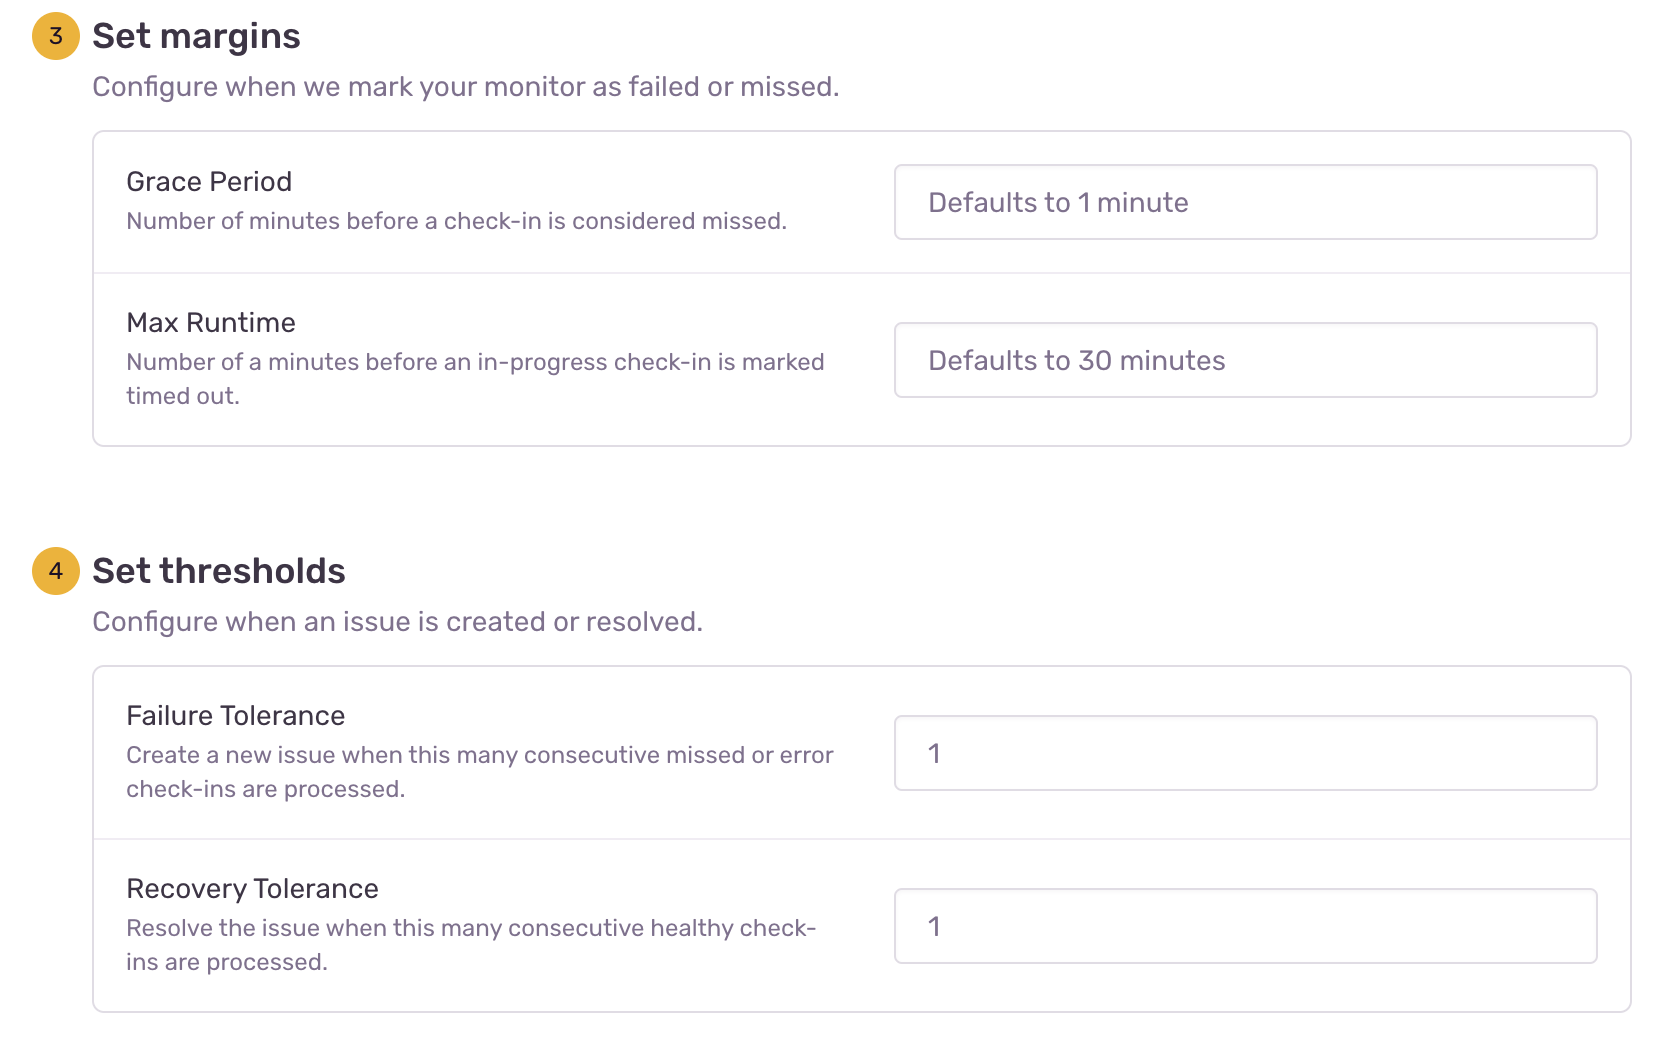 3
Set margins
Configure when we mark your monitor as failed or missed.
Grace Period
Number of minutes before a check-in is considered missed.
Defaults to 1 minute
Max Runtime
Number of a minutes before an in-progress check-in is marked
timed out.
Defaults to 30 minutes
4
Set thresholds
Configure when an issue is created or resolved.
Failure Tolerance
Create a new issue when this many consecutive missed or error
check-ins are processed.
1
Recovery Tolerance
Resolve the issue when this many consecutive healthy check-
ins are processed.
1